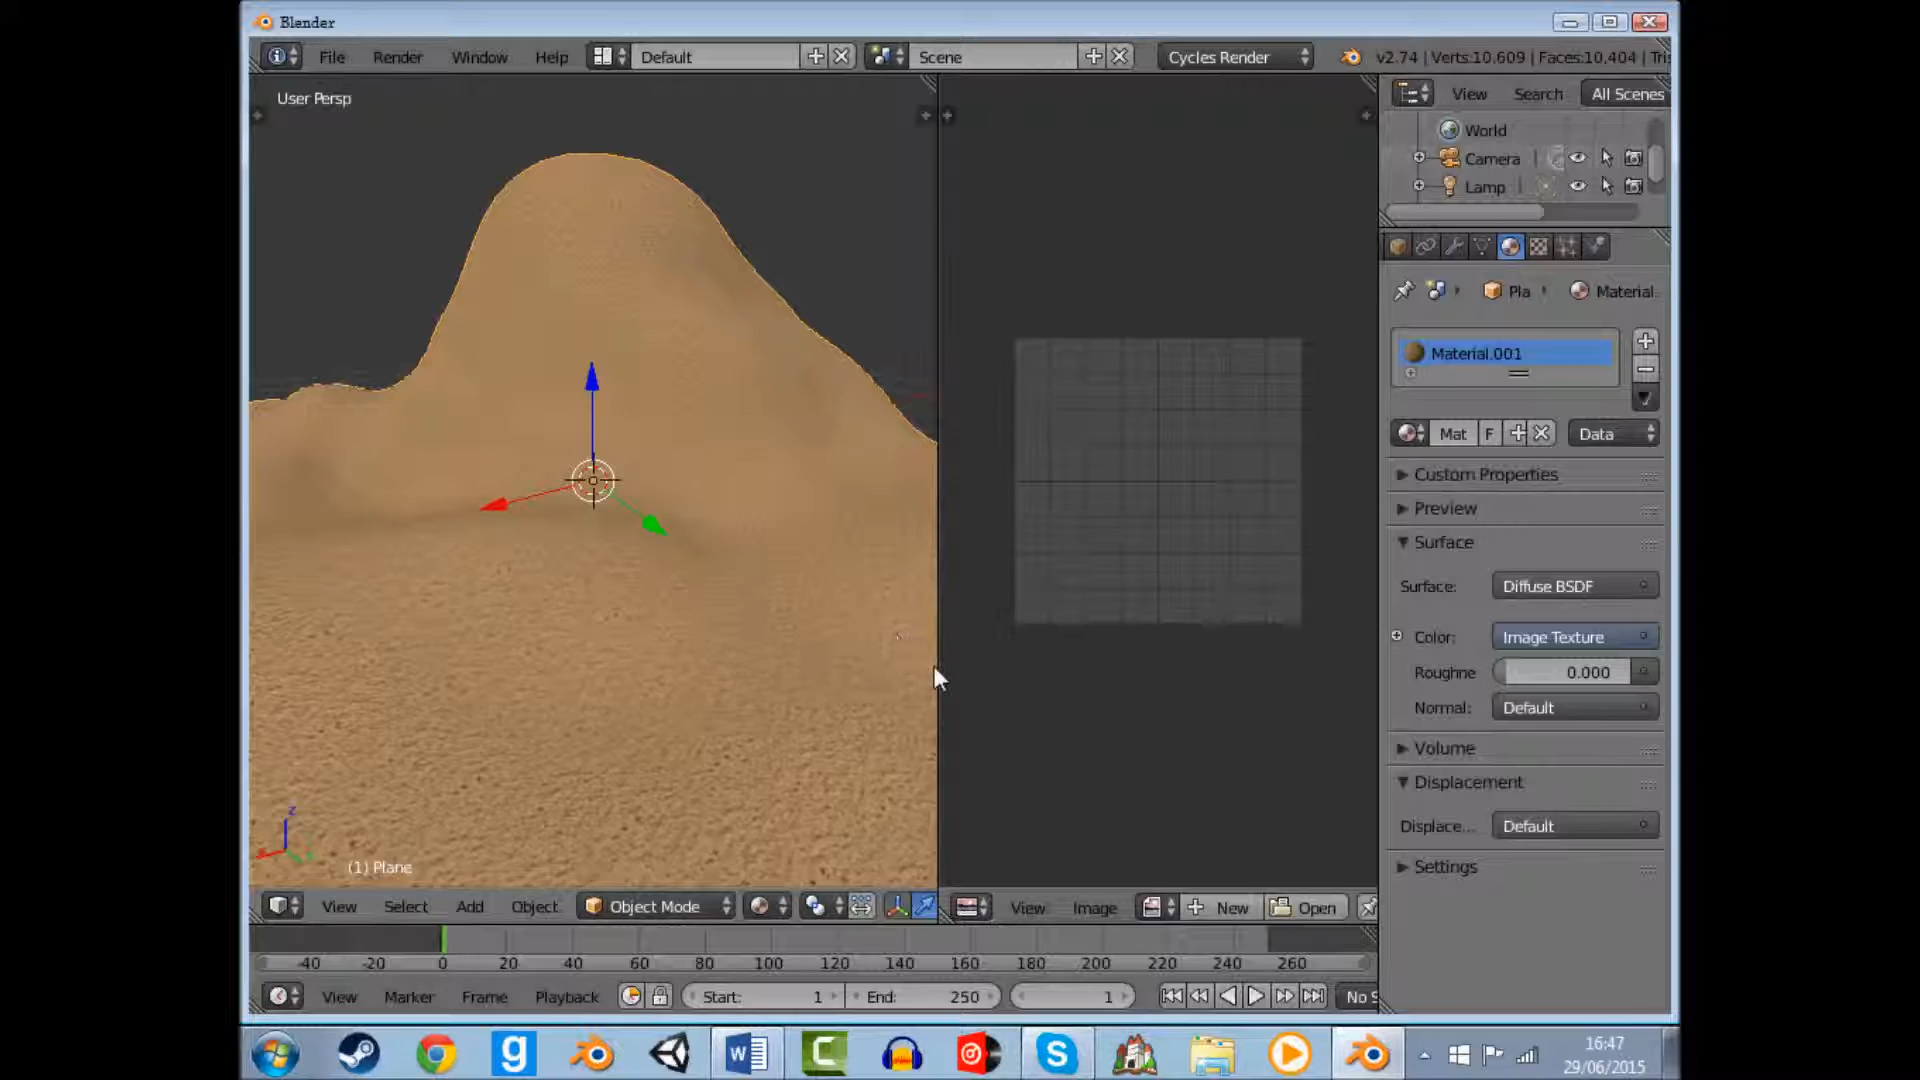 Blender
File Render Window Help Default Scene Cycles Render v2.74 | Verts:10,609 | Faces:10,404 | Tris
User Persp
View Search All Scenes
World
Camera
Lamp
Pla Material.
Material.001
Mat F Data
Custom Properties
Preview
Surface
Surface: Diffuse BSDF
Color: Image Texture
Roughne 0.000
Normal: Default
Volume
Displacement
Displace... Default
Settings
z
(1) Plane
View Select Add Object Object Mode View Image New Open
-40 -20 0 20 40 60 80 100 120 140 160 180 200 220 240 260
View Marker Frame Playback Start: 1 End: 250 1 No S
16:47
29/06/2015